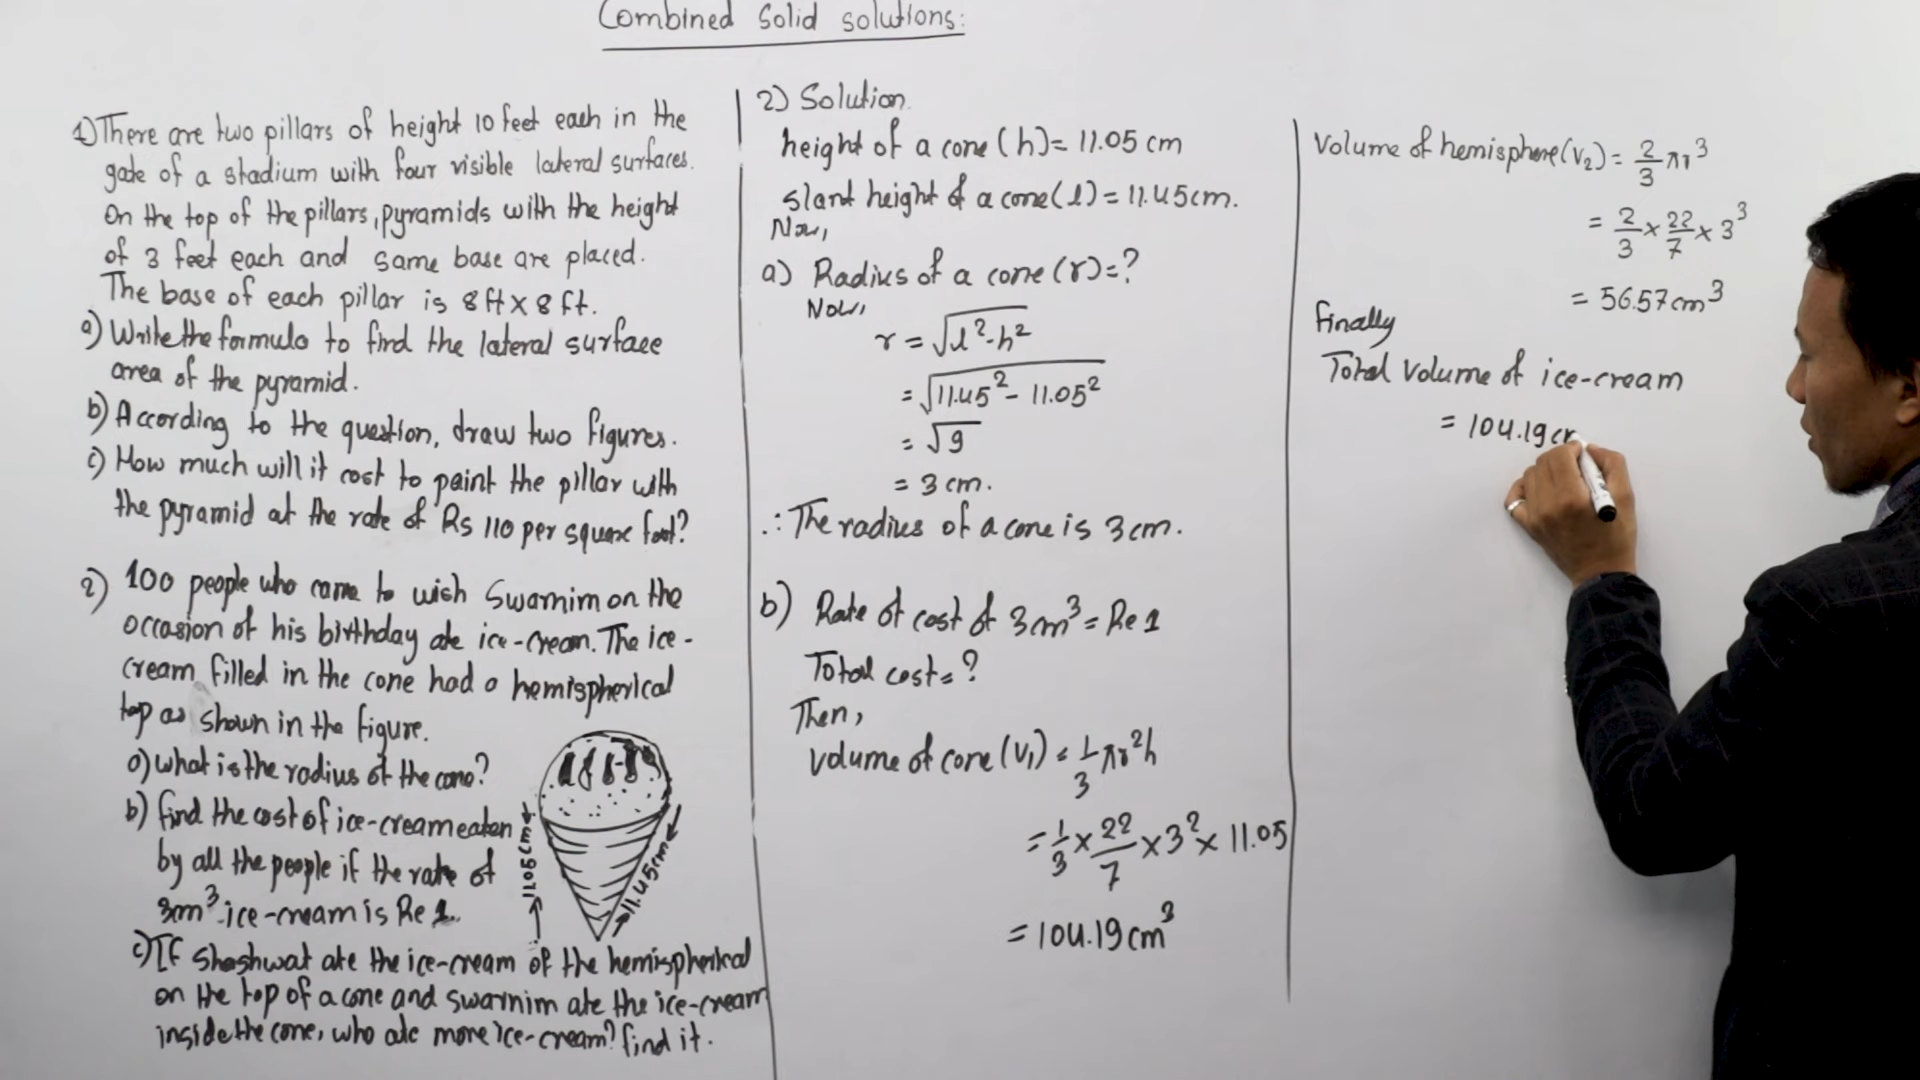 Combined Solid solutions:
1) There are two pillars of height 10 feet each in the
gate of a stadium with four visible lateral surfaces.
On the top of the pillars, pyramids with the height
of 3 feet each and same base are placed.
The base of each pillar is 8ft × 8 ft.
a) Write the formula to find the lateral surface
area of the pyramid.
b) According to the question, draw two figures.
c) How much will it cost to paint the pillar with
the pyramid at the rate of Rs 110 per square foot?
2) 100 people who came to wish Swarnim on the
occasion of his birthday ate ice-cream. The ice-
cream filled in the cone had a hemispherical
top as shown in the figure.
a) What is the radius of the cone?
b) find the cost of ice-cream eaten
by all the people if the rate of
3cm³ ice-cream is Re 1.
c) If Shashwat ate the ice-cream of the hemispherical
on the top of a cone and swarnim ate the ice-cream
inside the cone, who ate more ice-cream? find it.
11.05cm
11.45cm
2) Solution
height of a cone (h) = 11.05 cm
slant height of a cone (l) = 11.45cm.
Now,
a) Radius of a cone (r) = ?
Now,
r = √l² - h²
= √11.45² - 11.05²
= √9
= 3 cm.
∴ The radius of a cone is 3cm.
b) Rate of cost of 3cm³ = Re 1
Total cost = ?
Then,
Volume of cone (V₁) = 1/3 πr²h
= 1/3 × 22/7 × 3² × 11.05
= 104.19 cm³
Volume of hemisphere (V₂) = 2/3 πr³
= 2/3 × 22/7 × 3³
= 56.57cm³
finally
Total Volume of ice-cream
= 104.19 c